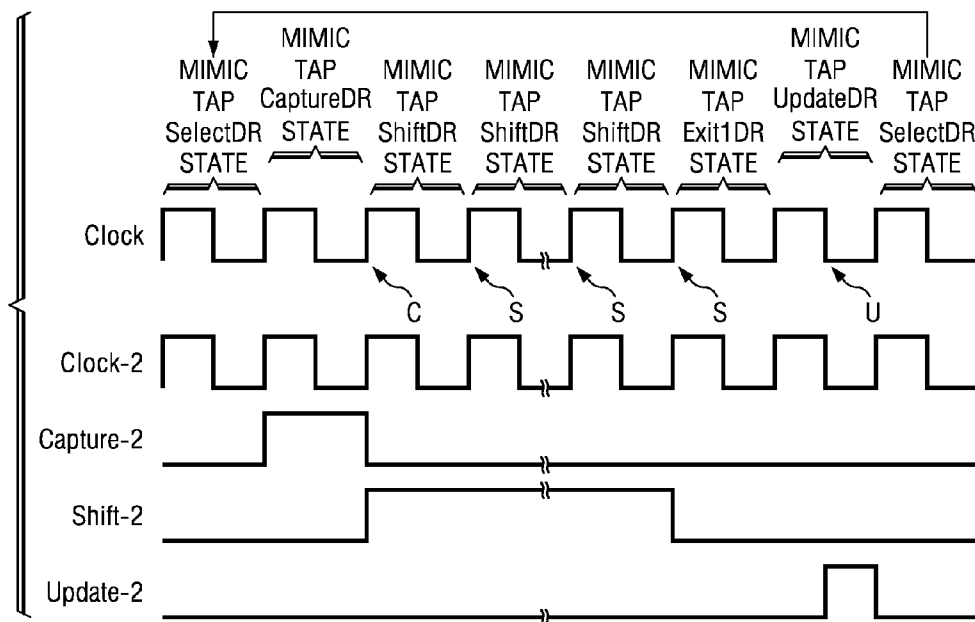 MIMIC
TAP
SelectDR
STATE
MIMIC
TAP
CaptureDR
STATE
MIMIC
TAP
ShiftDR
STATE
MIMIC
TAP
ShiftDR
STATE
MIMIC
TAP
ShiftDR
STATE
MIMIC
TAP
Exit1DR
STATE
MIMIC
TAP
UpdateDR
STATE
MIMIC
TAP
SelectDR
STATE
Clock
C S S S U
Clock-2
Capture-2
Shift-2
Update-2